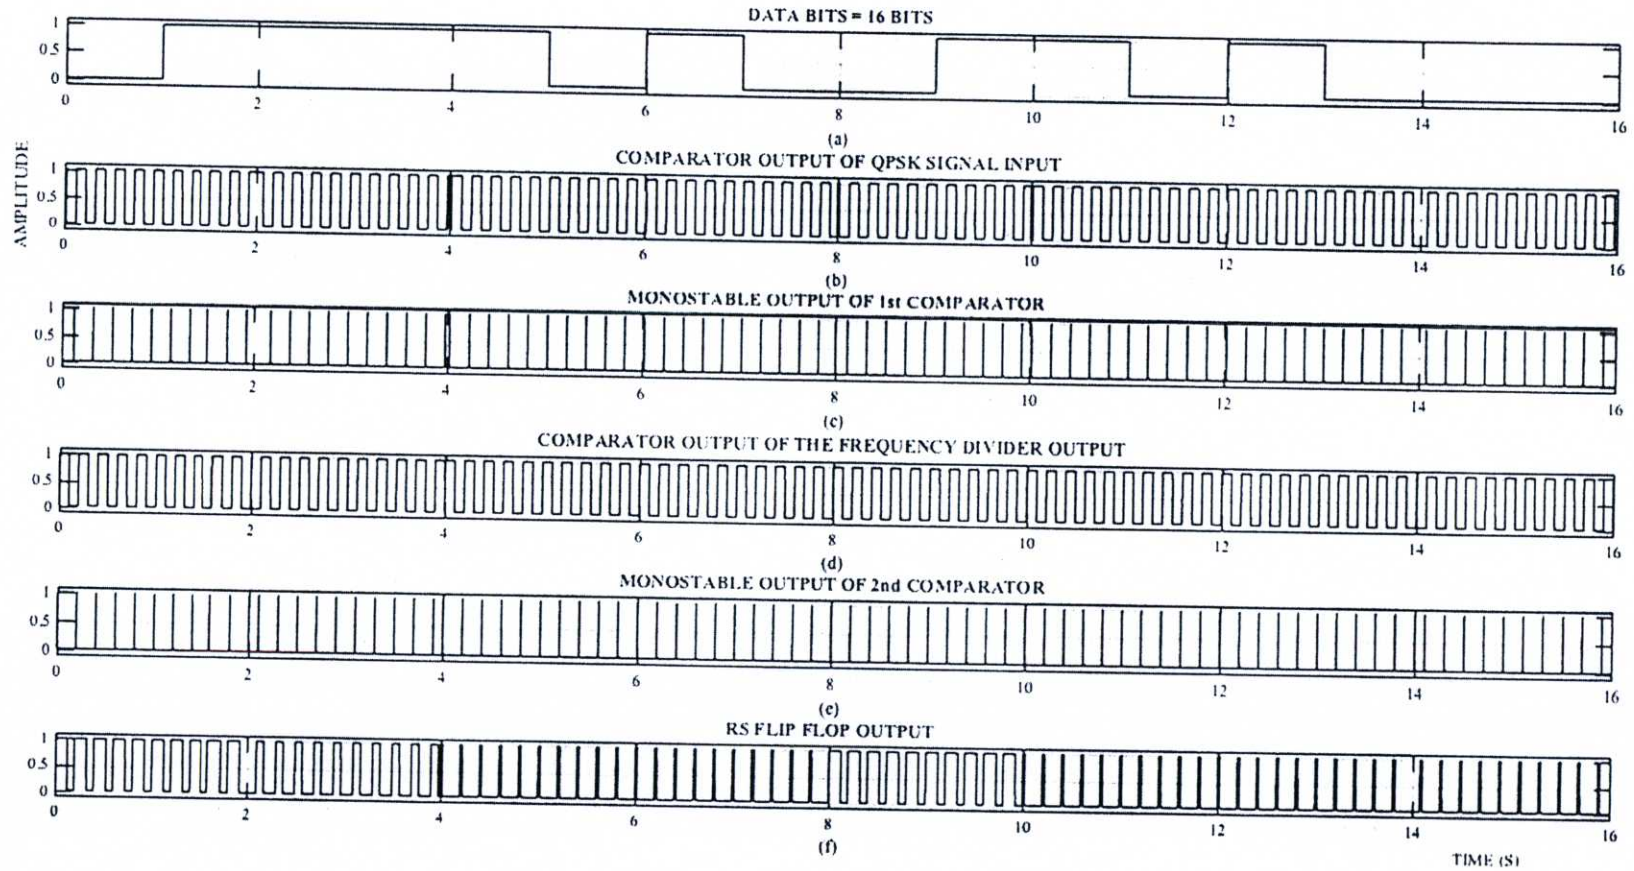 DATA BITS = 16 BITS
1
0.5
0
0 2 4 6 8 10 12 14 16
(a)
AMPLITUDE
COMPARATOR OUTPUT OF QPSK SIGNAL INPUT
1
0.5
0
0 2 4 6 8 10 12 14 16
(b)
MONOSTABLE OUTPUT OF 1st COMPARATOR
1
0.5
0
0 2 4 6 8 10 12 14 16
(c)
COMPARATOR OUTPUT OF THE FREQUENCY DIVIDER OUTPUT
1
0.5
0
0 2 4 6 8 10 12 14 16
(d)
MONOSTABLE OUTPUT OF 2nd COMPARATOR
1
0.5
0
0 2 4 6 8 10 12 14 16
(e)
RS FLIP FLOP OUTPUT
1
0.5
0
0 2 4 6 8 10 12 14 16
(f)
TIME (S)